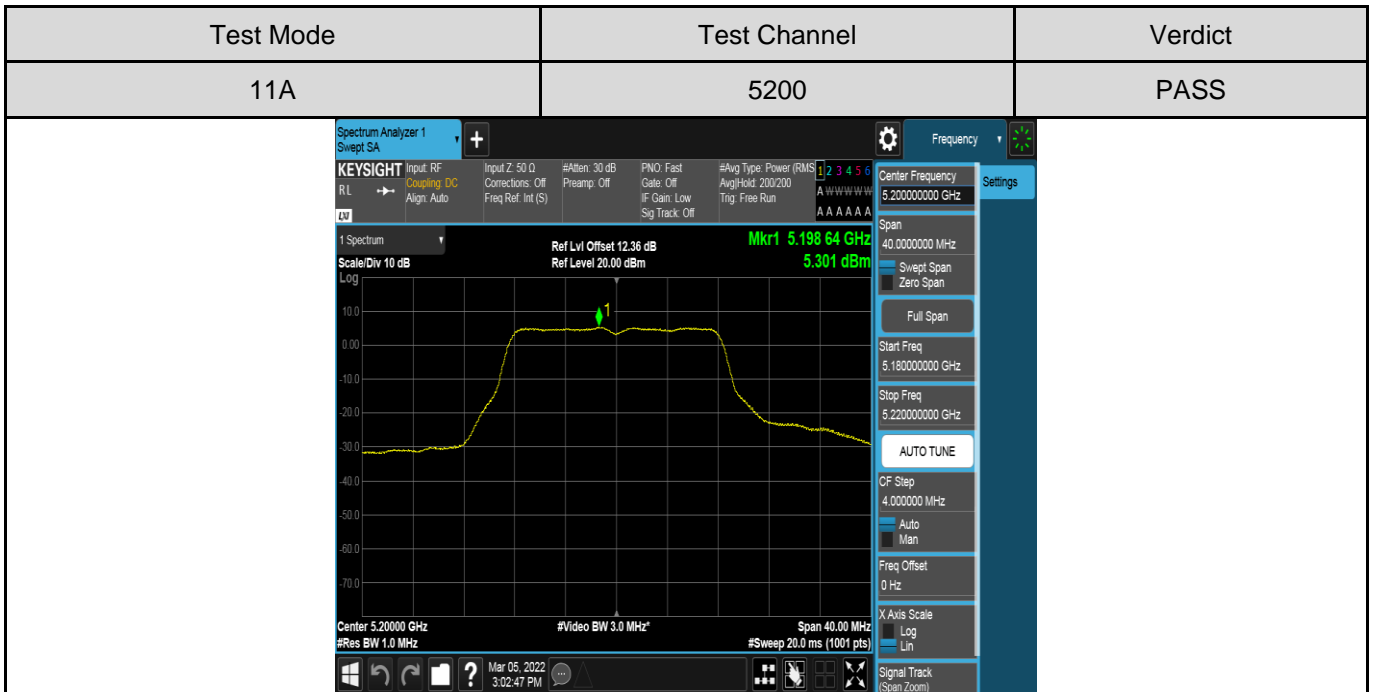 Test Mode Test Channel Verdict
11A 5200 PASS
Spectrum Analyzer 1
Swept SA
+
Frequency
KEYSIGHT
RL
LXI
Input: RF
Coupling: DC
Align: Auto
Input Z: 50 Ω
Corrections: Off
Freq Ref: Int (S)
#Atten: 30 dB
Preamp: Off
PNO: Fast
Gate: Off
IF Gain: Low
Sig Track: Off
#Avg Type: Power (RMS
Avg|Hold: 200/200
Trig: Free Run
1 2 3 4 5 6
A W W W W W
A A A A A A
1 Spectrum
Scale/Div 10 dB
Ref Lvl Offset 12.36 dB
Ref Level 20.00 dBm
Mkr1 5.198 64 GHz
5.301 dBm
Log
1
10.0
0.00
-10.0
-20.0
-30.0
-40.0
-50.0
-60.0
-70.0
Center 5.20000 GHz #Video BW 3.0 MHz* Span 40.00 MHz
#Res BW 1.0 MHz #Sweep 20.0 ms (1001 pts)
?
Mar 05, 2022
3:02:47 PM
Center Frequency
5.200000000 GHz
Settings
Span
40.0000000 MHz
Swept Span
Zero Span
Full Span
Start Freq
5.180000000 GHz
Stop Freq
5.220000000 GHz
AUTO TUNE
CF Step
4.000000 MHz
Auto
Man
Freq Offset
0 Hz
X Axis Scale
Log
Lin
Signal Track
(Span Zoom)